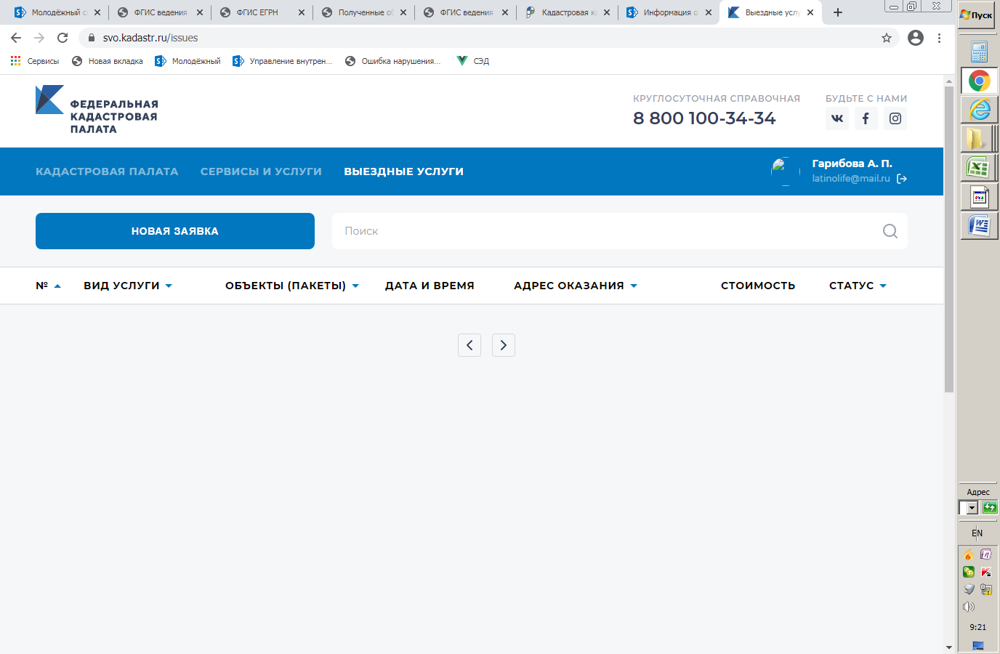 Молодёжный с
ФГИС ведения
ФГИС ЕГРН
Полученные об
ФГИС ведения
Кадастровая ка
Информация о
Выездные услу
Пуск
svo.kadastr.ru/issues
Сервисы
Новая вкладка
Молодёжный
Управление внутрен...
Ошибка нарушения...
СЭД
ФЕДЕРАЛЬНАЯ
КАДАСТРОВАЯ
ПАЛАТА
КРУГЛОСУТОЧНАЯ СПРАВОЧНАЯ
8 800 100-34-34
БУДЬТЕ С НАМИ
КАДАСТРОВАЯ ПАЛАТА
СЕРВИСЫ И УСЛУГИ
ВЫЕЗДНЫЕ УСЛУГИ
Гарибова А. П.
latinolife@mail.ru
НОВАЯ ЗАЯВКА
Поиск
№
ВИД УСЛУГИ
ОБЪЕКТЫ (ПАКЕТЫ)
ДАТА И ВРЕМЯ
АДРЕС ОКАЗАНИЯ
СТОИМОСТЬ
СТАТУС
Адрес
EN
9:21